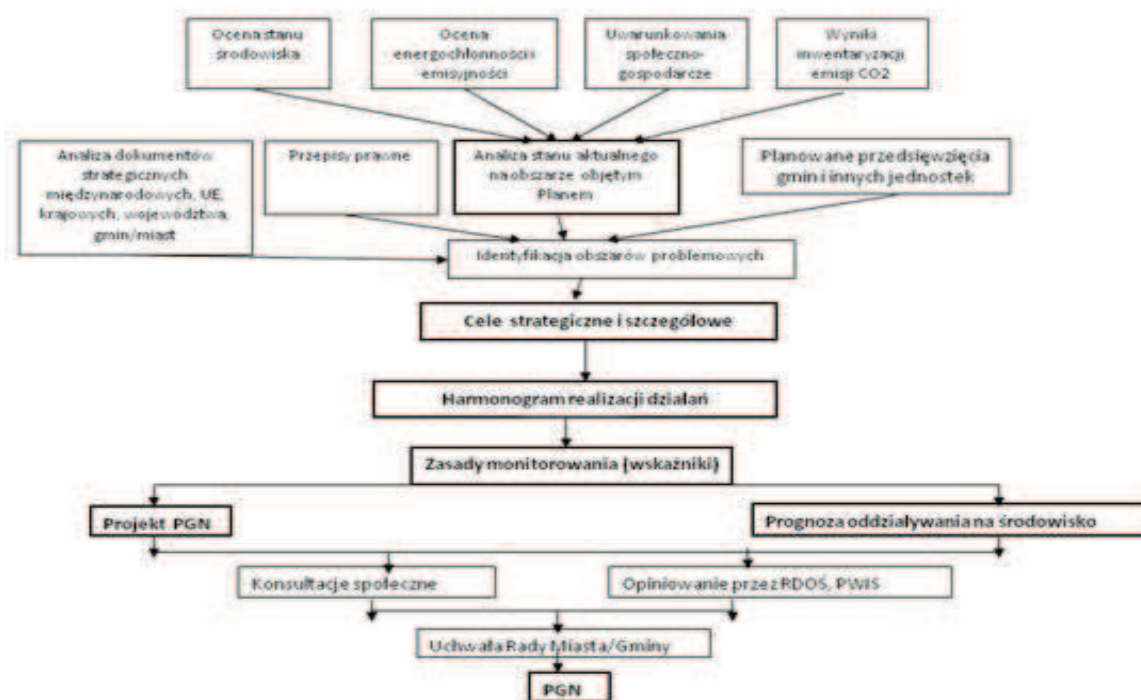 Ocena stanu
środowiska
Ocena
energochłonności i
emisyjności
Uwarunkowania
społeczno-
gospodarcze
Wyniki
inwentaryzacji
emisji CO2
Analiza dokumentów
strategicznych
międzynarodowych, UE,
krajowych, województwa,
gmin/miast
Przepisy prawne
Analiza stanu aktualnego
na obszarze objętym
Planem
Planowane przedsięwzięcia
gmin i innych jednostek
Identyfikacja obszarów problemowych
Cele strategiczne i szczegółowe
Harmonogram realizacji działań
Zasady monitorowania (wskaźniki)
Projekt PGN
Prognoza oddziaływania na środowisko
Konsultacje społeczne
Opiniowanie przez RDOŚ, PWIS
Uchwała Rady Miasta/Gminy
PGN